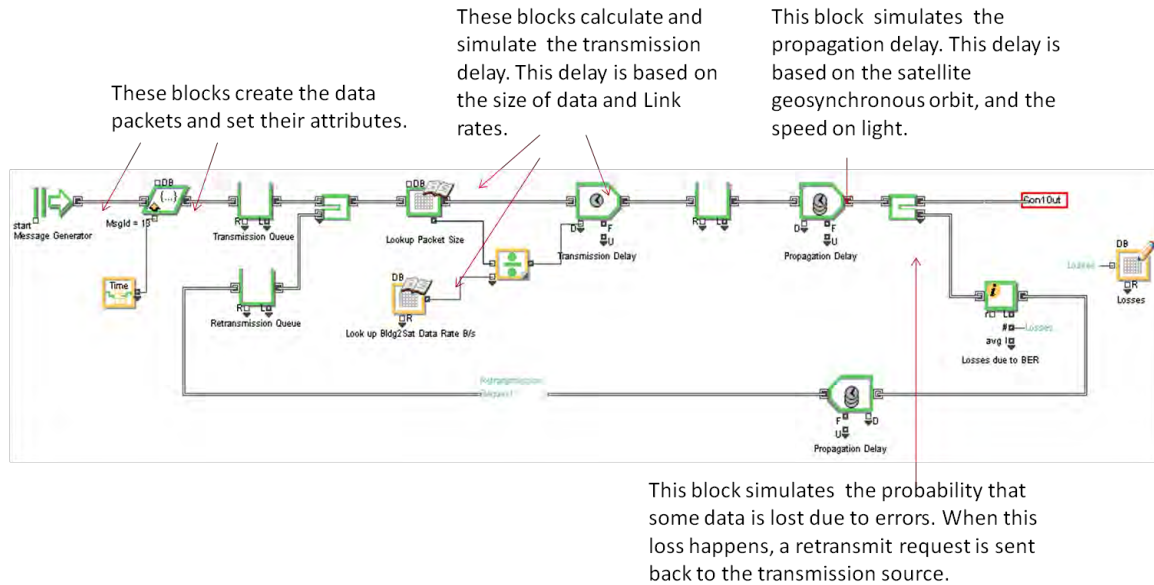 These blocks create the data
packets and set their attributes.
These blocks calculate and
simulate the transmission
delay. This delay is based on
the size of data and Link
rates.
This block simulates the
propagation delay. This delay is
based on the satellite
geosynchronous orbit, and the
speed on light.
start
Message Generator
DB
{...}
MsgId =
Time
R L
Transmission Queue
R L
Retransmission Queue
DB
Lookup Packet Size
DB
R
Look up Bldg2Sat Data Rate B/s
D F
U
Transmission Delay
R L
D F
U
Propagation Delay
Con1Out
DB
Losses
R
Losses
i
r L
# Losses
avg l
Losses due to BER
Retransmission
Request
F D
U
Propagation Delay
This block simulates the probability that
some data is lost due to errors. When this
loss happens, a retransmit request is sent
back to the transmission source.